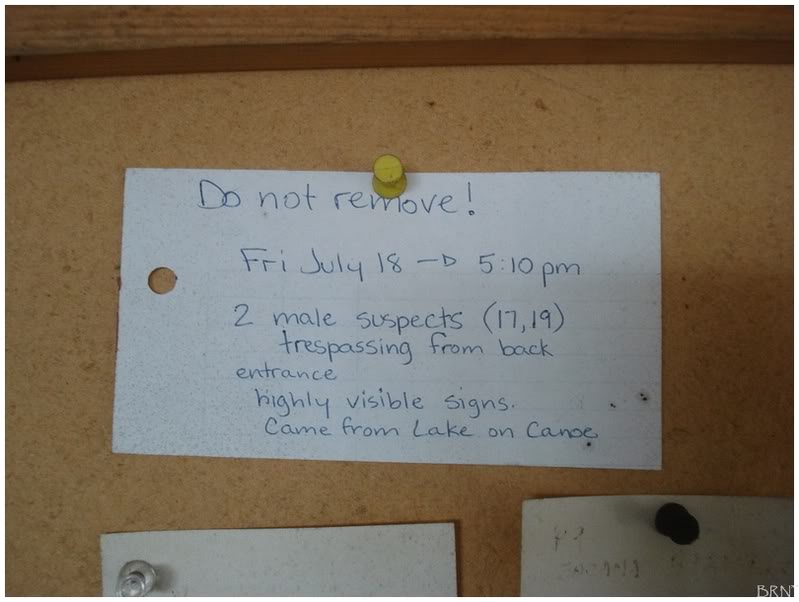 Do not remove!
Fri July 18 → 5:10 pm
2 male suspects (17,19)
trespassing from back
entrance
highly visible signs.
Came from Lake on Canoe
BRN